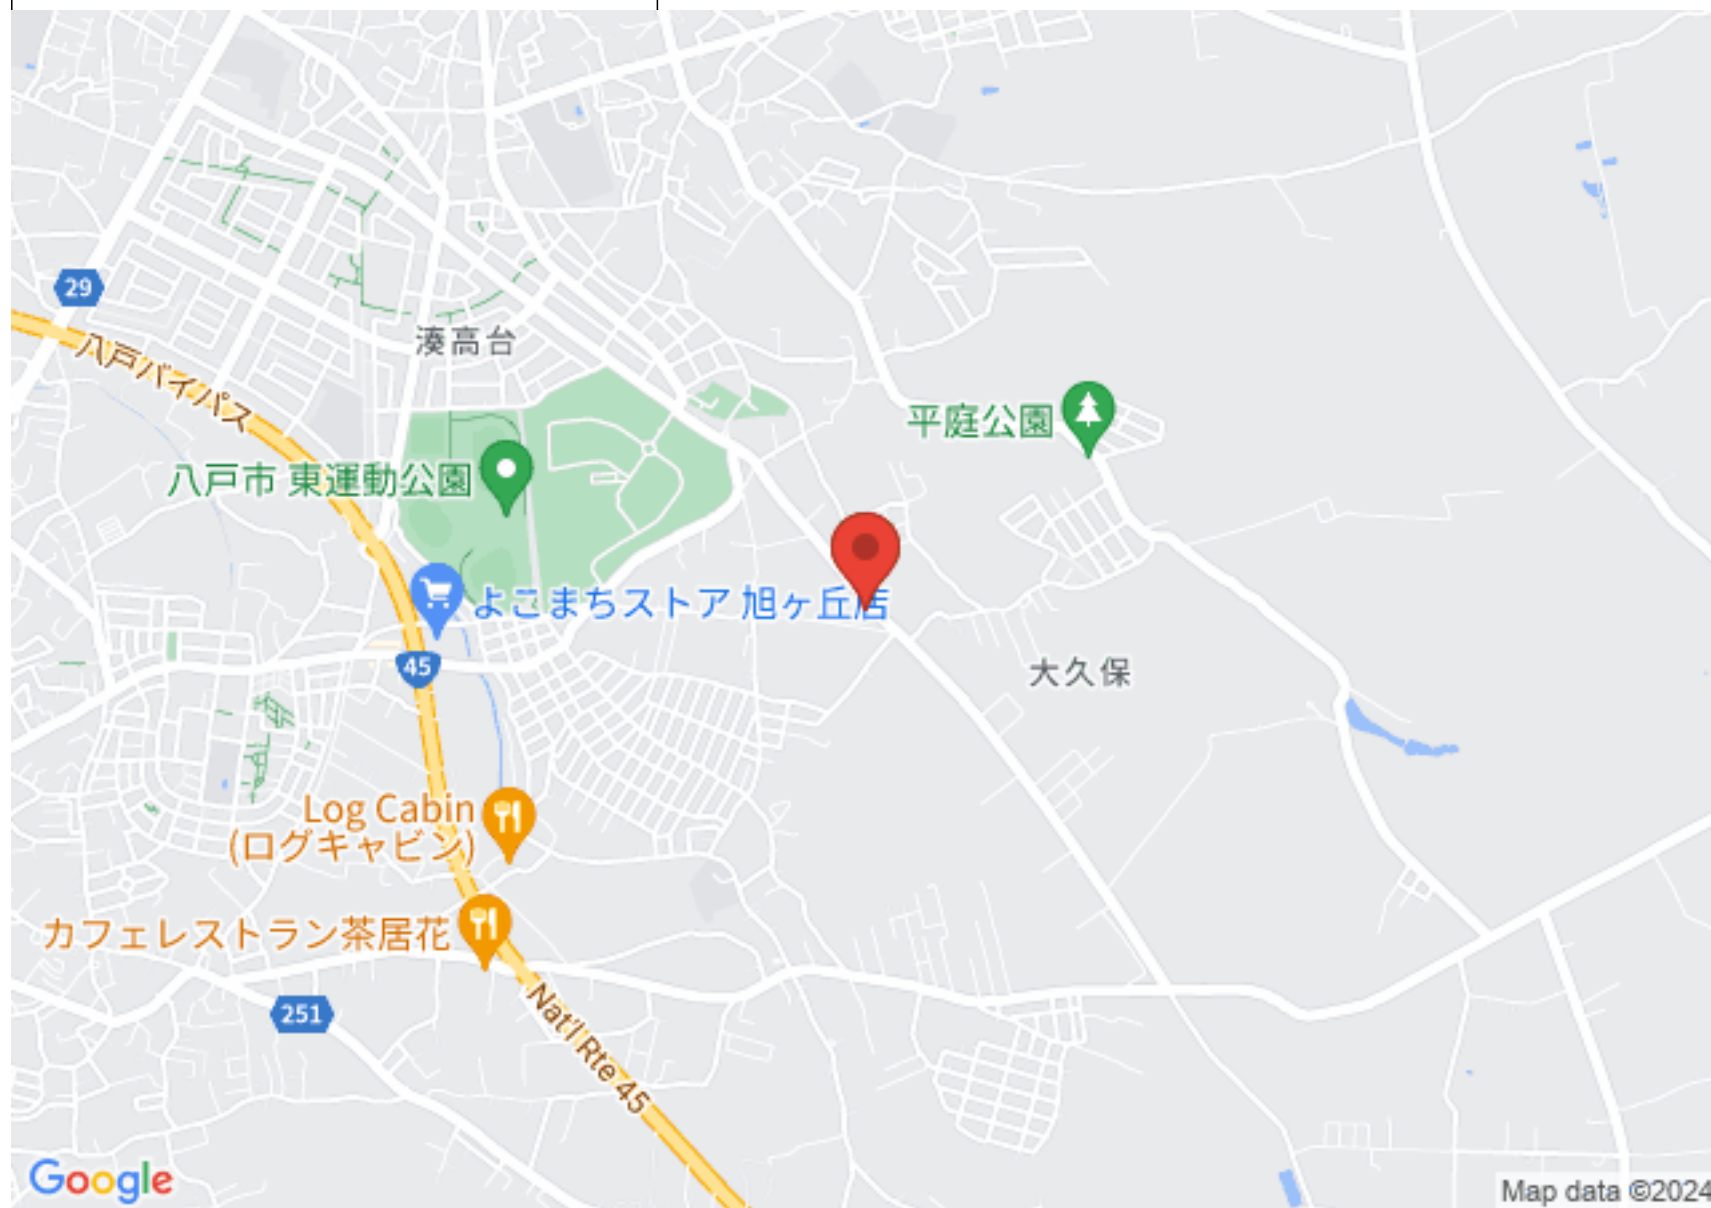 29
八戸バイパス
湊高台
平庭公園
八戸市 東運動公園
よこまちストア 旭ヶ丘店
45
大久保
Log Cabin
(ログキャビン)
カフェレストラン茶居花
251
Nat'l Rte 45
Google
Map data ©2024